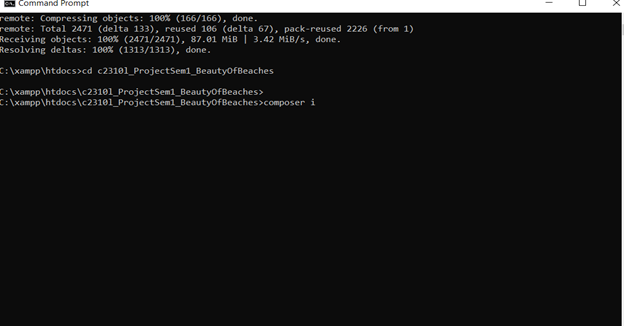 Command Prompt
remote: Compressing objects: 100% (166/166), done.
remote: Total 2471 (delta 133), reused 106 (delta 67), pack-reused 2226 (from 1)
Receiving objects: 100% (2471/2471), 87.01 MiB | 3.42 MiB/s, done.
Resolving deltas: 100% (1313/1313), done.
C:\xampp\htdocs>cd c2310l_ProjectSem1_BeautyOfBeaches
C:\xampp\htdocs\c2310l_ProjectSem1_BeautyOfBeaches>
C:\xampp\htdocs\c2310l_ProjectSem1_BeautyOfBeaches>composer i